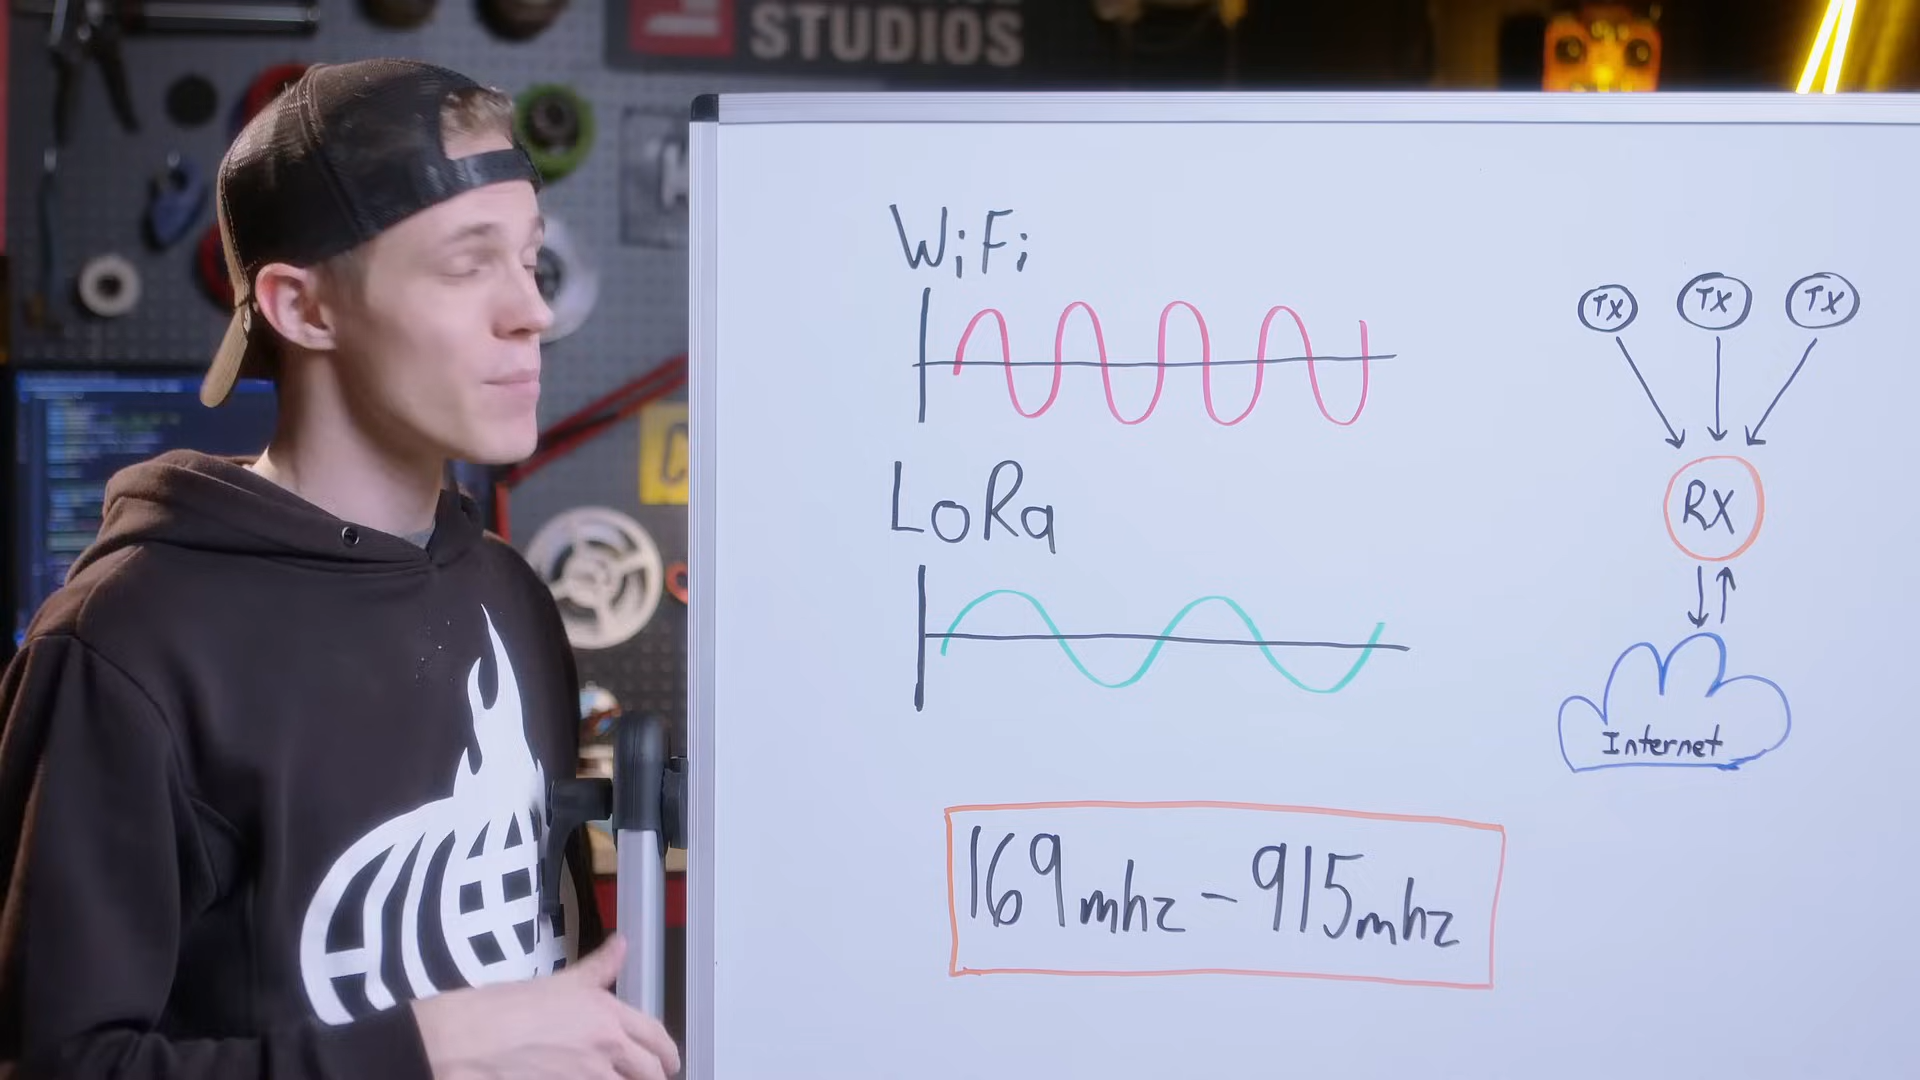 STUDIOS
WiFi
TX TX TX
LoRa
RX
Internet
169mhz - 915mhz